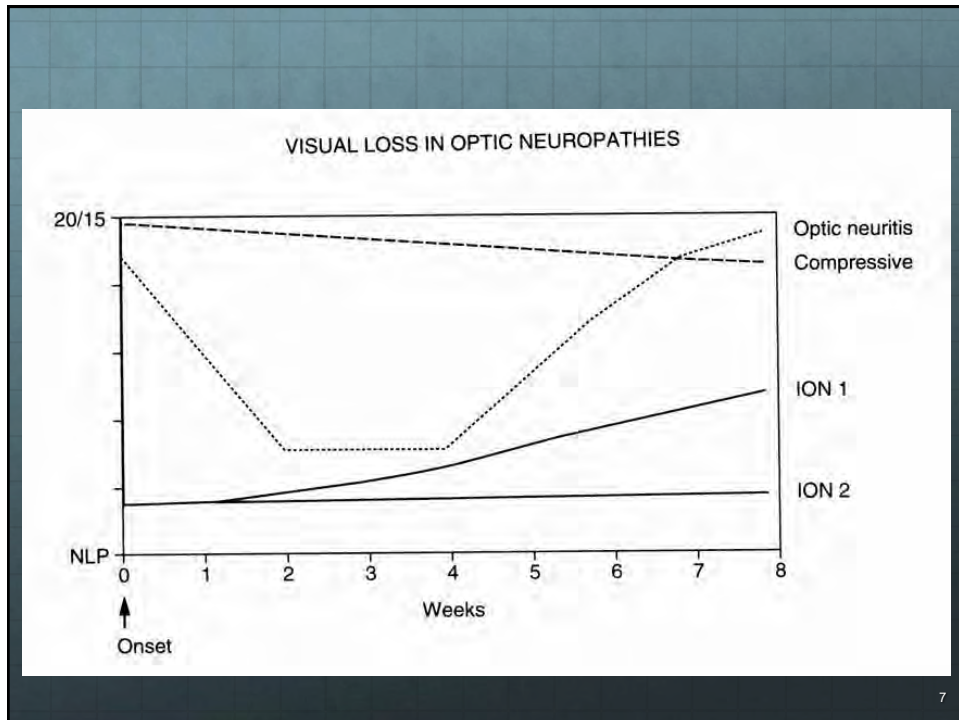 VISUAL LOSS IN OPTIC NEUROPATHIES
20/15
Optic neuritis
Compressive
ION 1
ION 2
NLP
0 1 2 3 4 5 6 7 8
Weeks
Onset
7